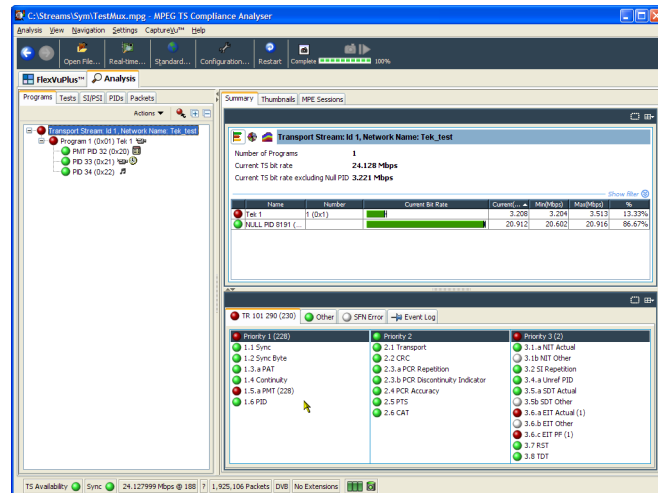 C:\Streams\Sym\TestMux.mpg - MPEG TS Compliance Analyser
Analysis View Navigation Settings CaptureVu™ Help
Open File... Real-time... Standard... Configuration... Restart Complete 100%
FlexVuPlus™ Analysis
Programs Tests SI/PSI PIDs Packets
Actions
Transport Stream: Id 1, Network Name: Tek_test
Program 1 (0x01) Tek 1
PMT PID 32 (0x20)
PID 33 (0x21)
PID 34 (0x22)
Summary Thumbnails MPE Sessions
Transport Stream: Id 1, Network Name: Tek_test
Number of Programs 1
Current TS bit rate 24.128 Mbps
Current TS bit rate excluding Null PID 3.221 Mbps
Show filter
Name Number Current Bit Rate Current(... Min(Mbps) Max(Mbps) %
Tek 1 1 (0x1) 3.208 3.204 3.513 13.33%
NULL PID 8191 (... 20.912 20.602 20.916 86.67%
TR 101 290 (230) Other SFN Error Event Log
Priority 1 (228)
1.1 Sync
1.2 Sync Byte
1.3.a PAT
1.4 Continuity
1.5.a PMT (228)
1.6 PID
Priority 2
2.1 Transport
2.2 CRC
2.3.a PCR Repetition
2.3.b PCR Discontinuity Indicator
2.4 PCR Accuracy
2.5 PTS
2.6 CAT
Priority 3 (2)
3.1.a NIT Actual
3.1b NIT Other
3.2 SI Repetition
3.4.a Unref PID
3.5.a SDT Actual
3.5b SDT Other
3.6.a EIT Actual (1)
3.6.b EIT Other
3.6.c EIT PF (1)
3.7 RST
3.8 TDT
TS Availability Sync 24.127999 Mbps @ 188 ? 1,925,106 Packets DVB No Extensions